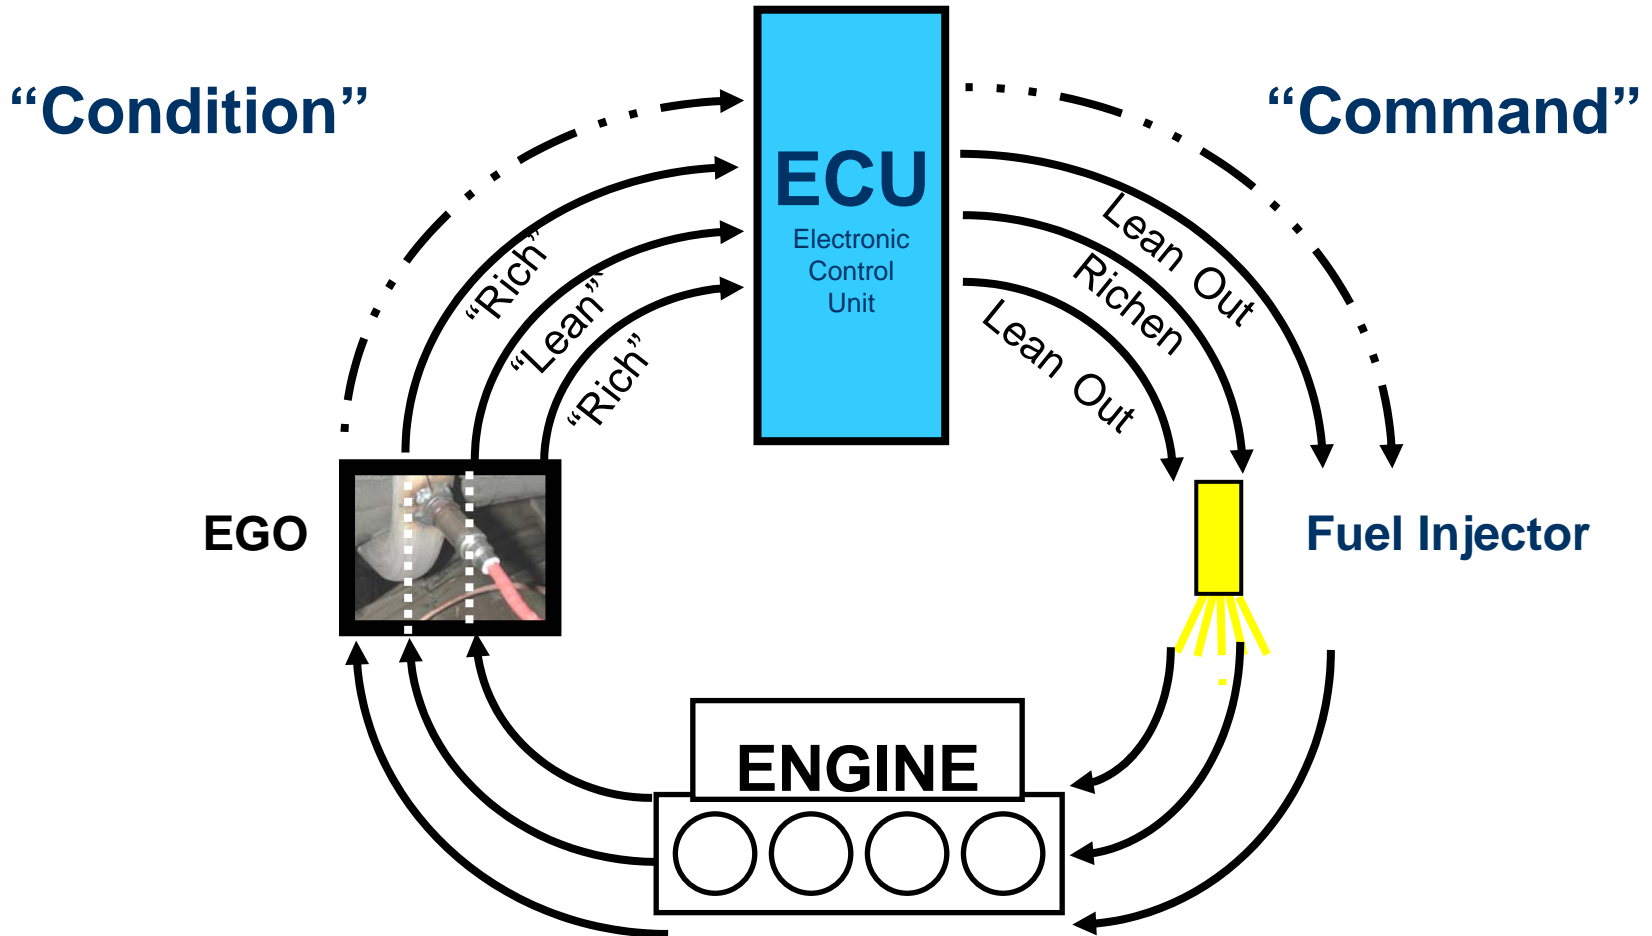 “Condition”
“Command”
ECU
Electronic
Control
Unit
“Rich”
“Lean”`
“Rich”
Lean Out
Richen
Lean Out
EGO
Fuel Injector
ENGINE